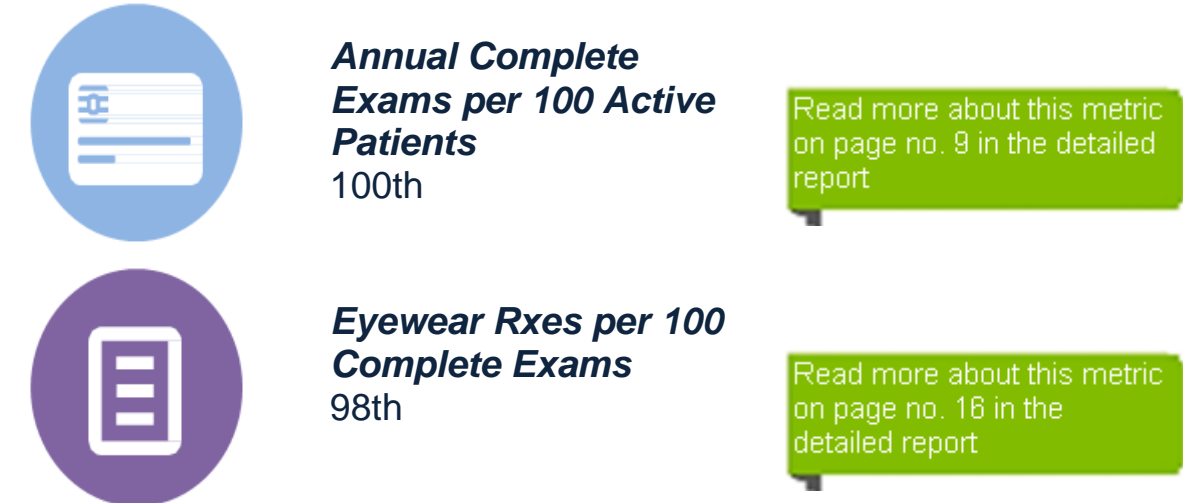 Annual Complete
Exams per 100 Active
Patients
100th
Read more about this metric
on page no. 9 in the detailed
report
Eyewear Rxes per 100
Complete Exams
98th
Read more about this metric
on page no. 16 in the
detailed report